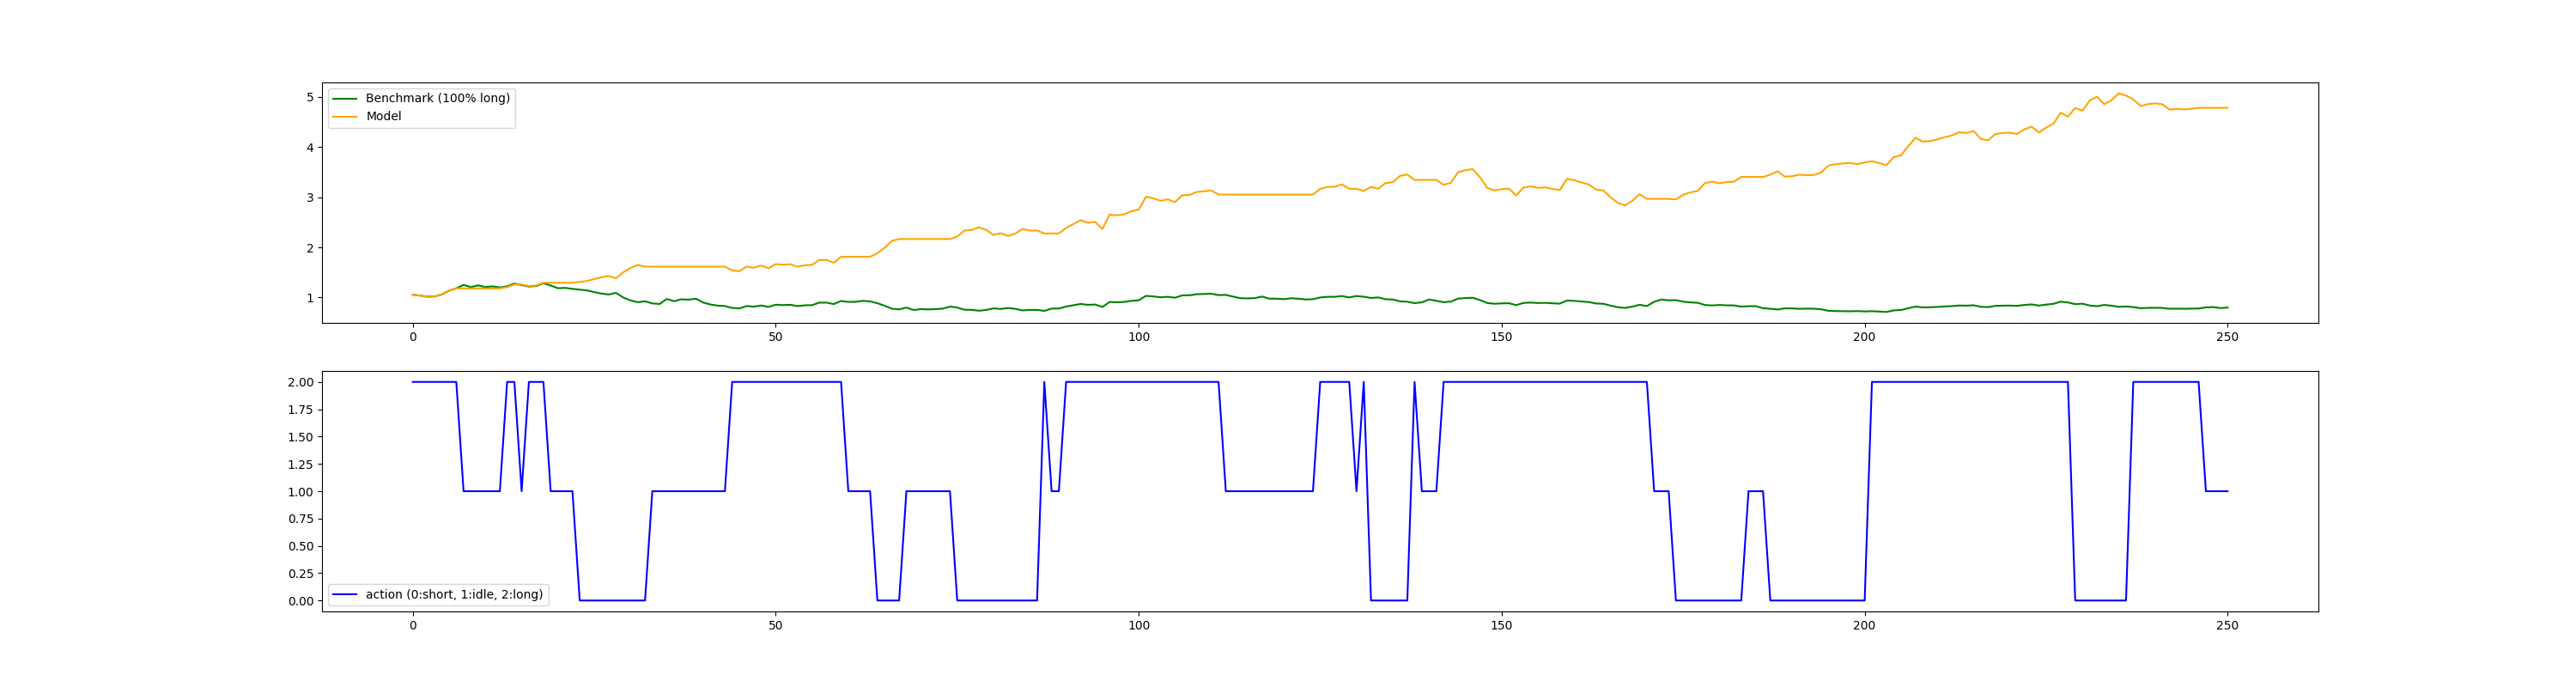 Benchmark (100% long)
Model
5
4
3
2
1
0 50 100 150 200 250
2.00
1.75
1.50
1.25
1.00
0.75
0.50
0.25
0.00
action (0:short, 1:idle, 2:long)
0 50 100 150 200 250